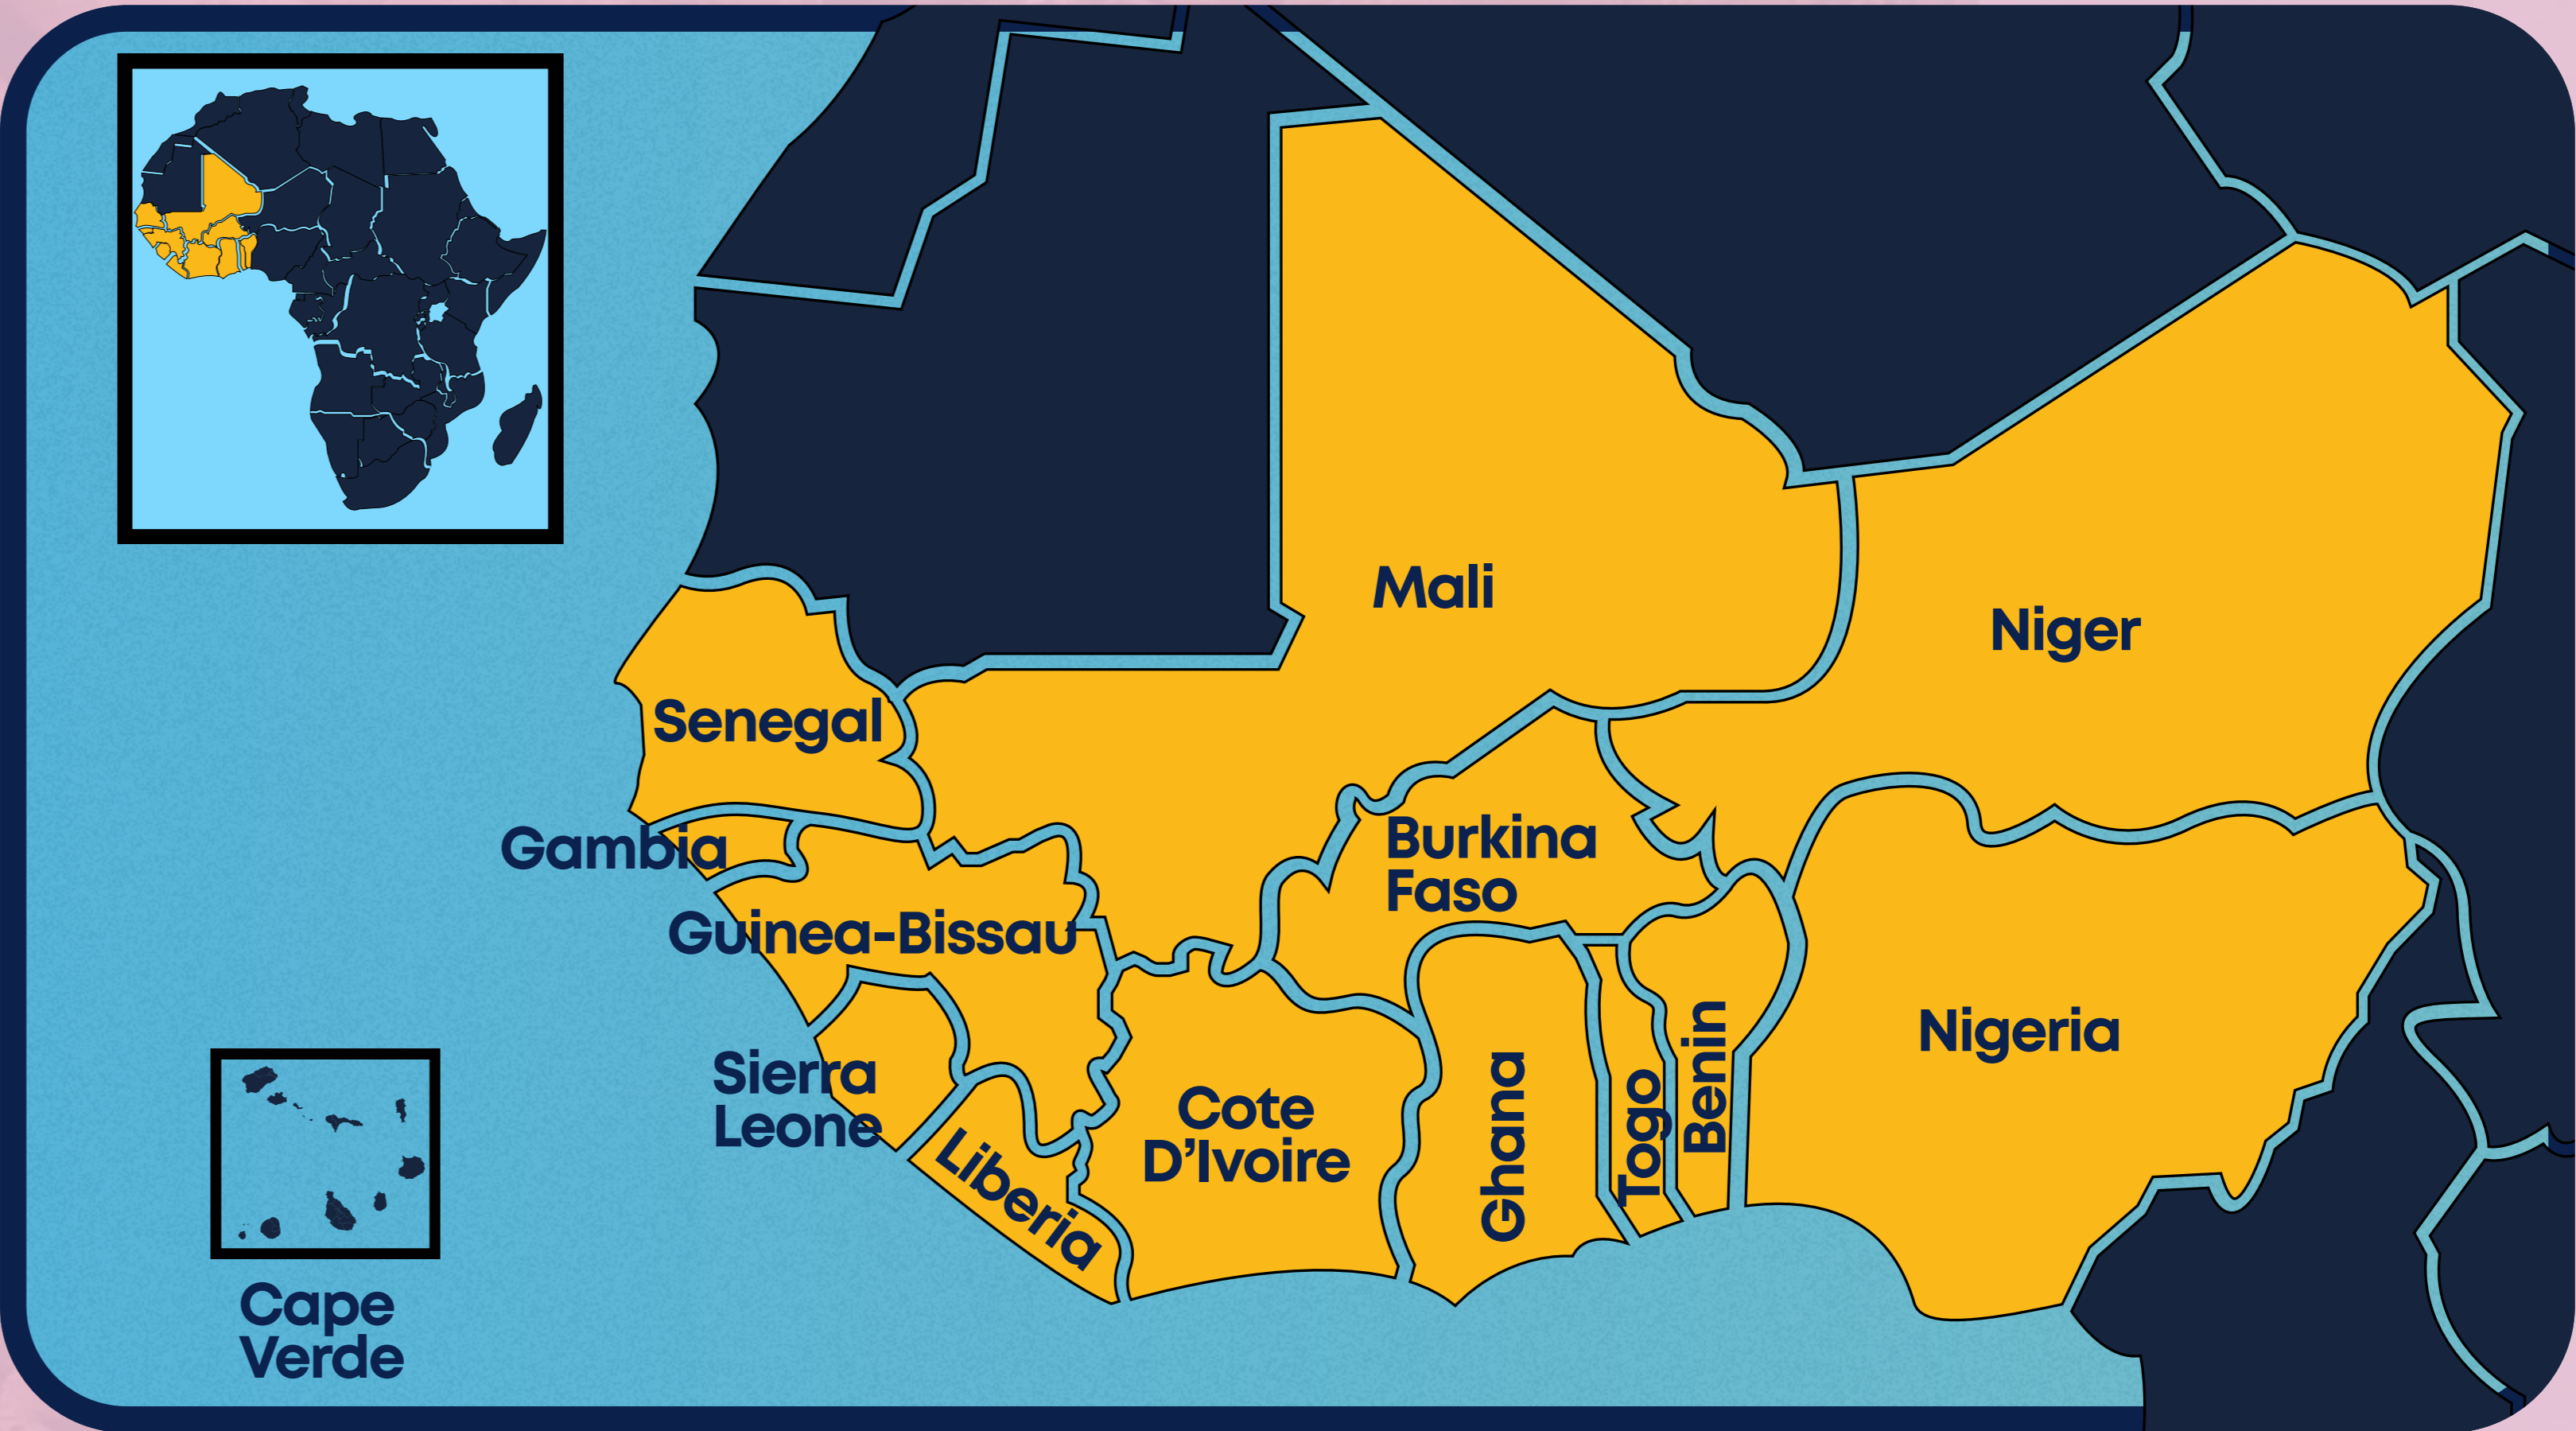 Mali
Niger
Senegal
Gambia
Burkina
Faso
Guinea-Bissau
Nigeria
Sierra
Leone
Liberia
Cote
D’Ivoire
Ghana
Togo
Benin
Cape
Verde